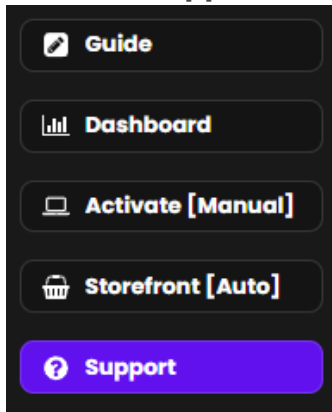 Guide
Dashboard
Activate [Manual]
Storefront [Auto]
Support